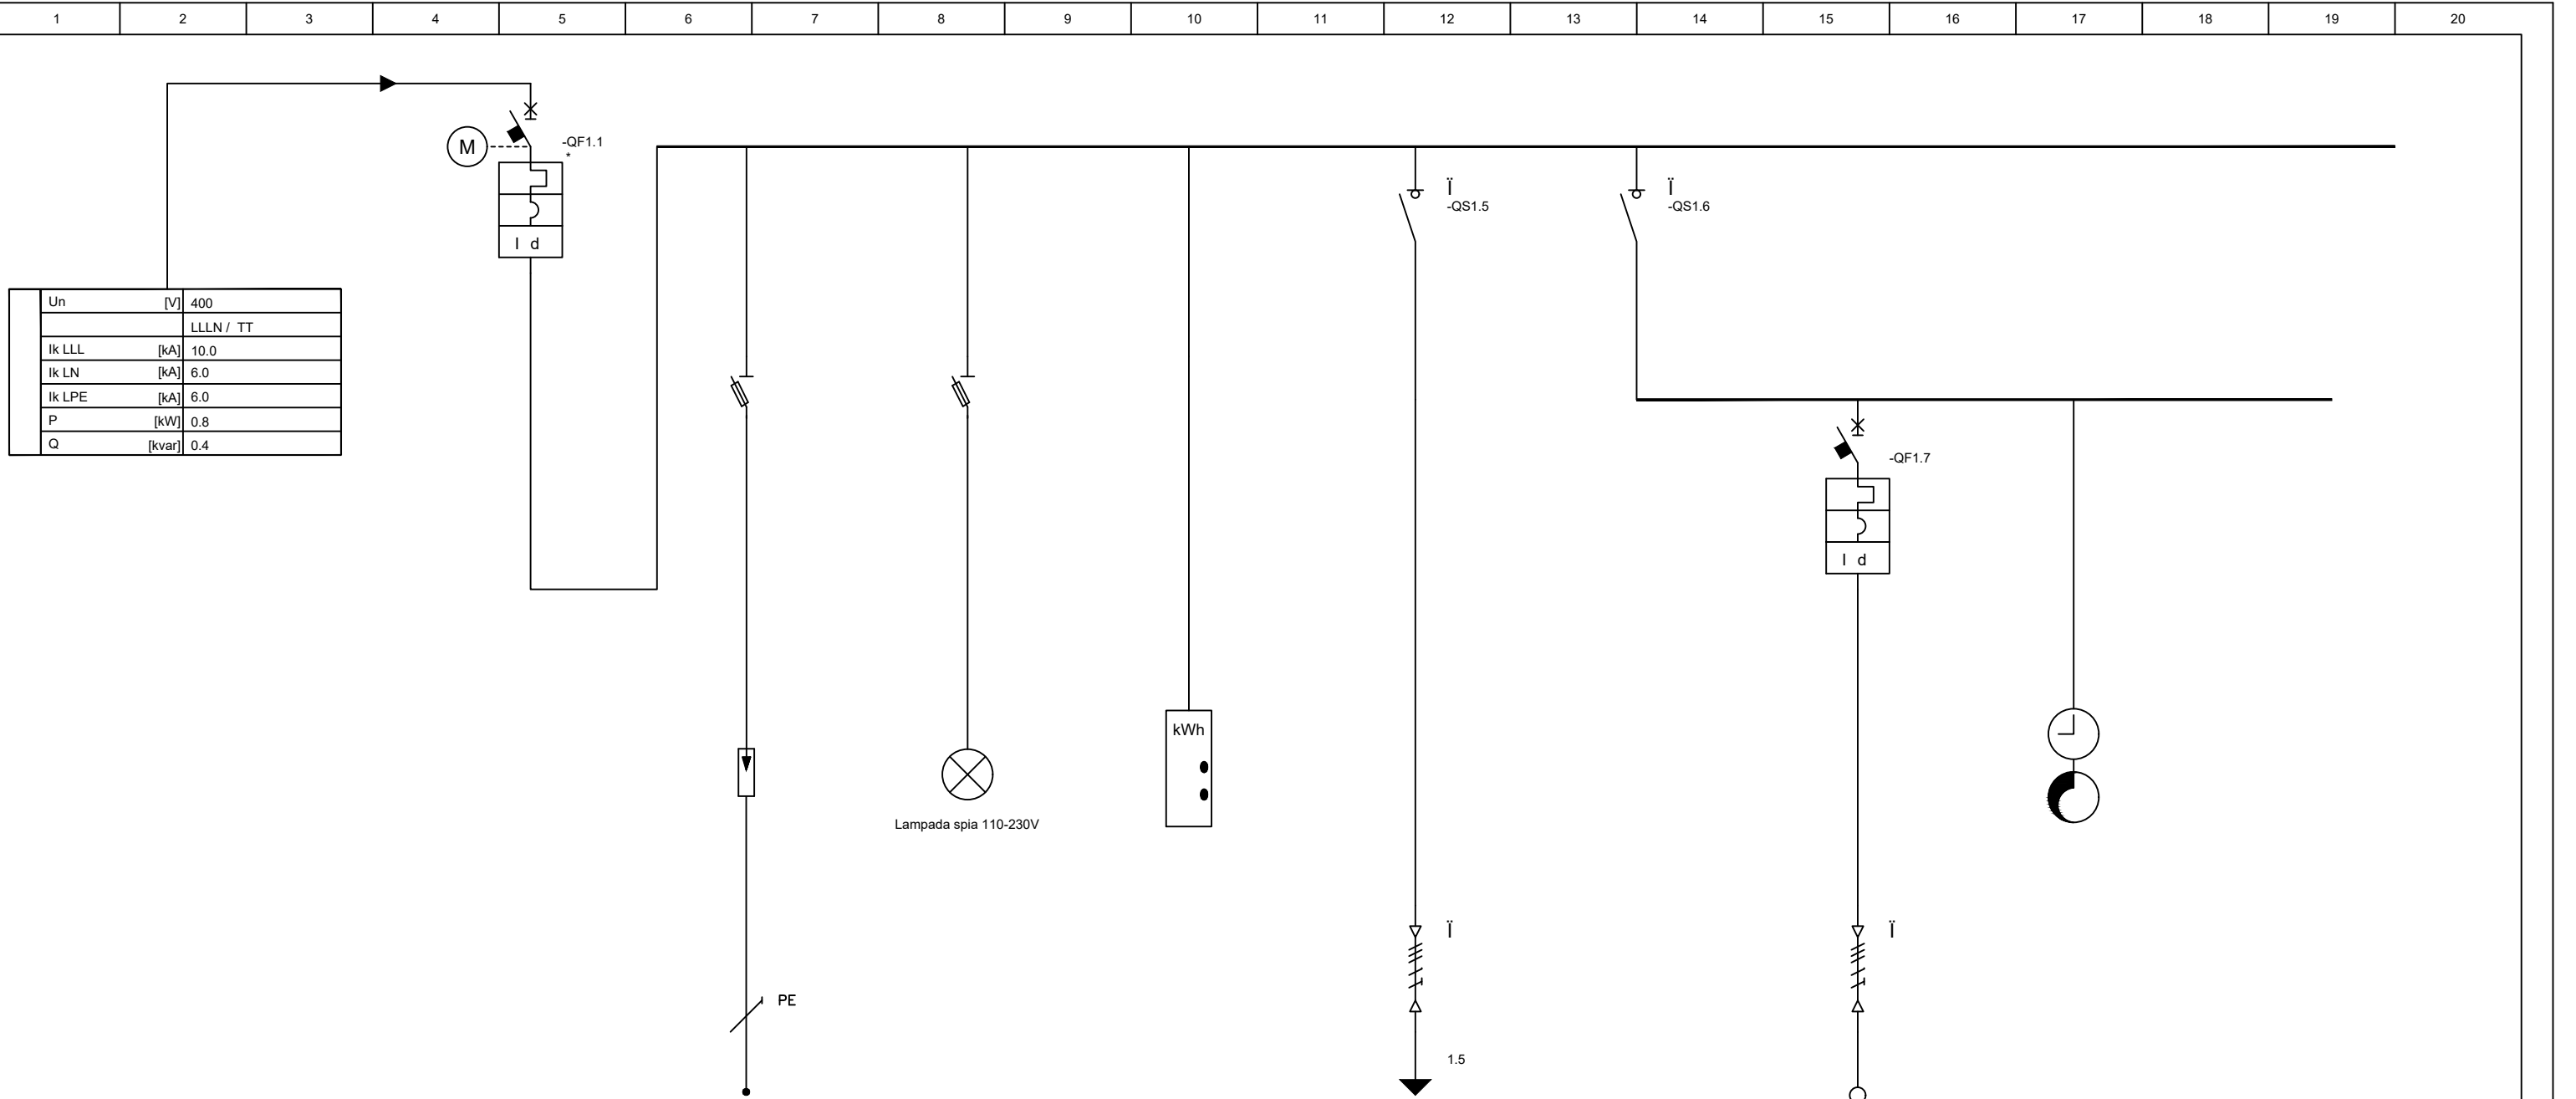 1 2 3 4 5 6 7 8 9 10 11 12 13 14 15 16 17 18 19 20
M
-QF1.1
*
I d
Ï
-QS1.5
Ï
-QS1.6
Un [V] 400
LLLN / TT
Ik LLL [kA] 10.0
Ik LN [kA] 6.0
Ik LPE [kA] 6.0
P [kW] 0.8
Q [kvar] 0.4
-QF1.7
I d
kWh
Lampada spia 110-230V
Ï
Ï
PE
1.5